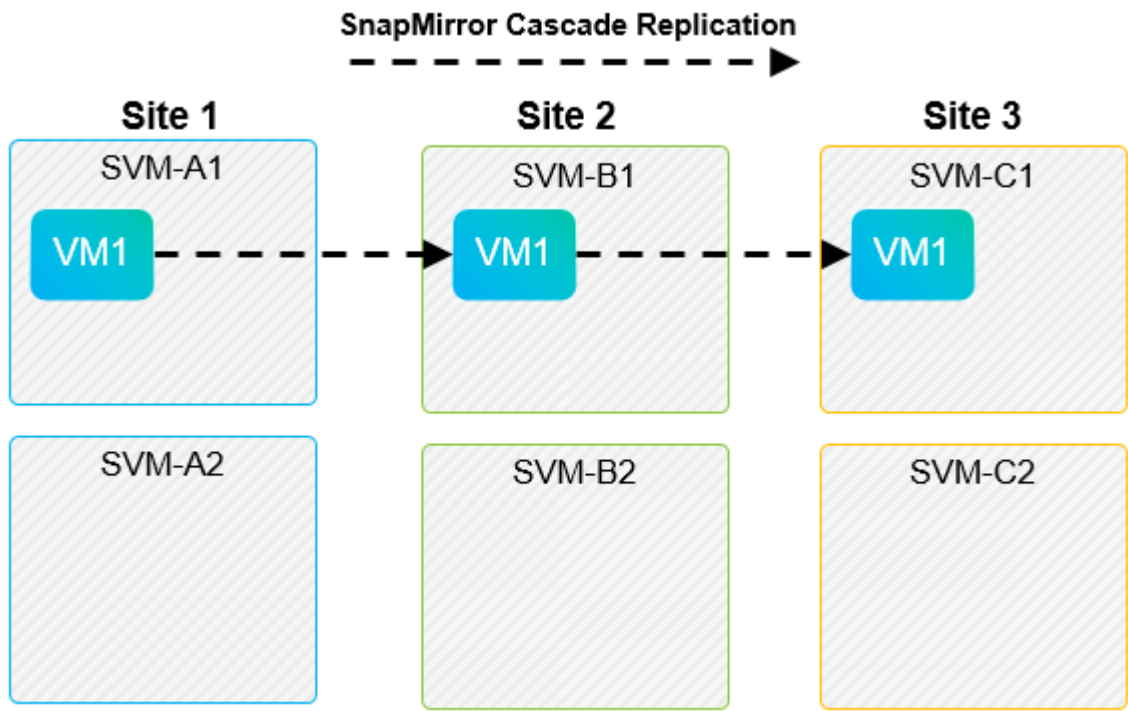 SnapMirror Cascade Replication
Site 1
Site 2
Site 3
SVM-A1
SVM-B1
SVM-C1
VM1
VM1
VM1
SVM-A2
SVM-B2
SVM-C2